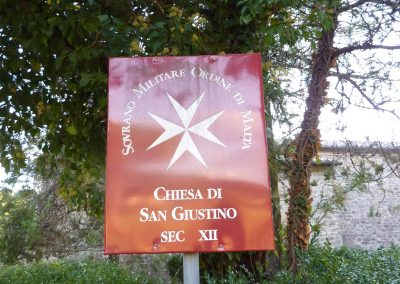 SOVRANO MILITARE ORDINE DI MALTA
CHIESA DI
SAN GIUSTINO
SEC XII